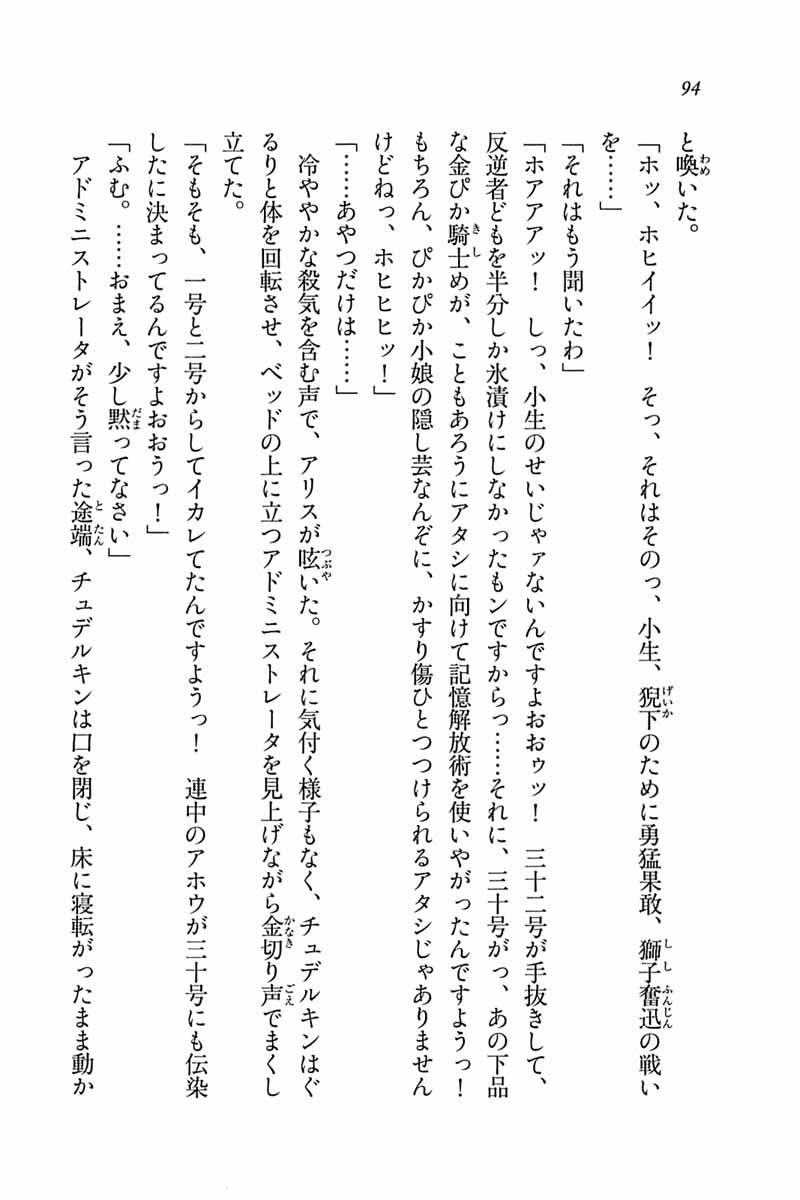 94
と喚いた。
「ホッ、ホヒイイッ！　そっ、それはそのっ、小生、猊下のために勇猛果敢、獅子奮迅の戦い
を……」
「それはもう聞いたわ」
「ホアアアッ！　しっ、小生のせいじゃァないんですよおおゥッ！　三十二号が手抜きして、
反逆者どもを半分しか氷漬けにしなかったもンですからっ……それに、三十号がっ、あの下品
な金ぴか騎士めが、こともあろうにアタシに向けて記憶解放術を使いやがったんですようっ！
もちろん、ぴかぴか小娘の隠し芸なんぞに、かすり傷ひとつつけられるアタシじゃありません
けどねっ、ホヒヒヒッ！」
「……あやつだけは……」
　冷ややかな殺気を含む声で、アリスが呟いた。それに気付く様子もなく、チュデルキンはぐ
るりと体を回転させ、ベッドの上に立つアドミニストレータを見上げながら金切り声でまくし
立てた。
「そもそも、一号と二号からしてイカレてたんですようっ！　連中のアホウが三十号にも伝染
したに決まってるんですよおおうっ！」
「ふむ。……おまえ、少し黙ってなさい」
　アドミニストレータがそう言った途端、チュデルキンは口を閉じ、床に寝転がったまま動か